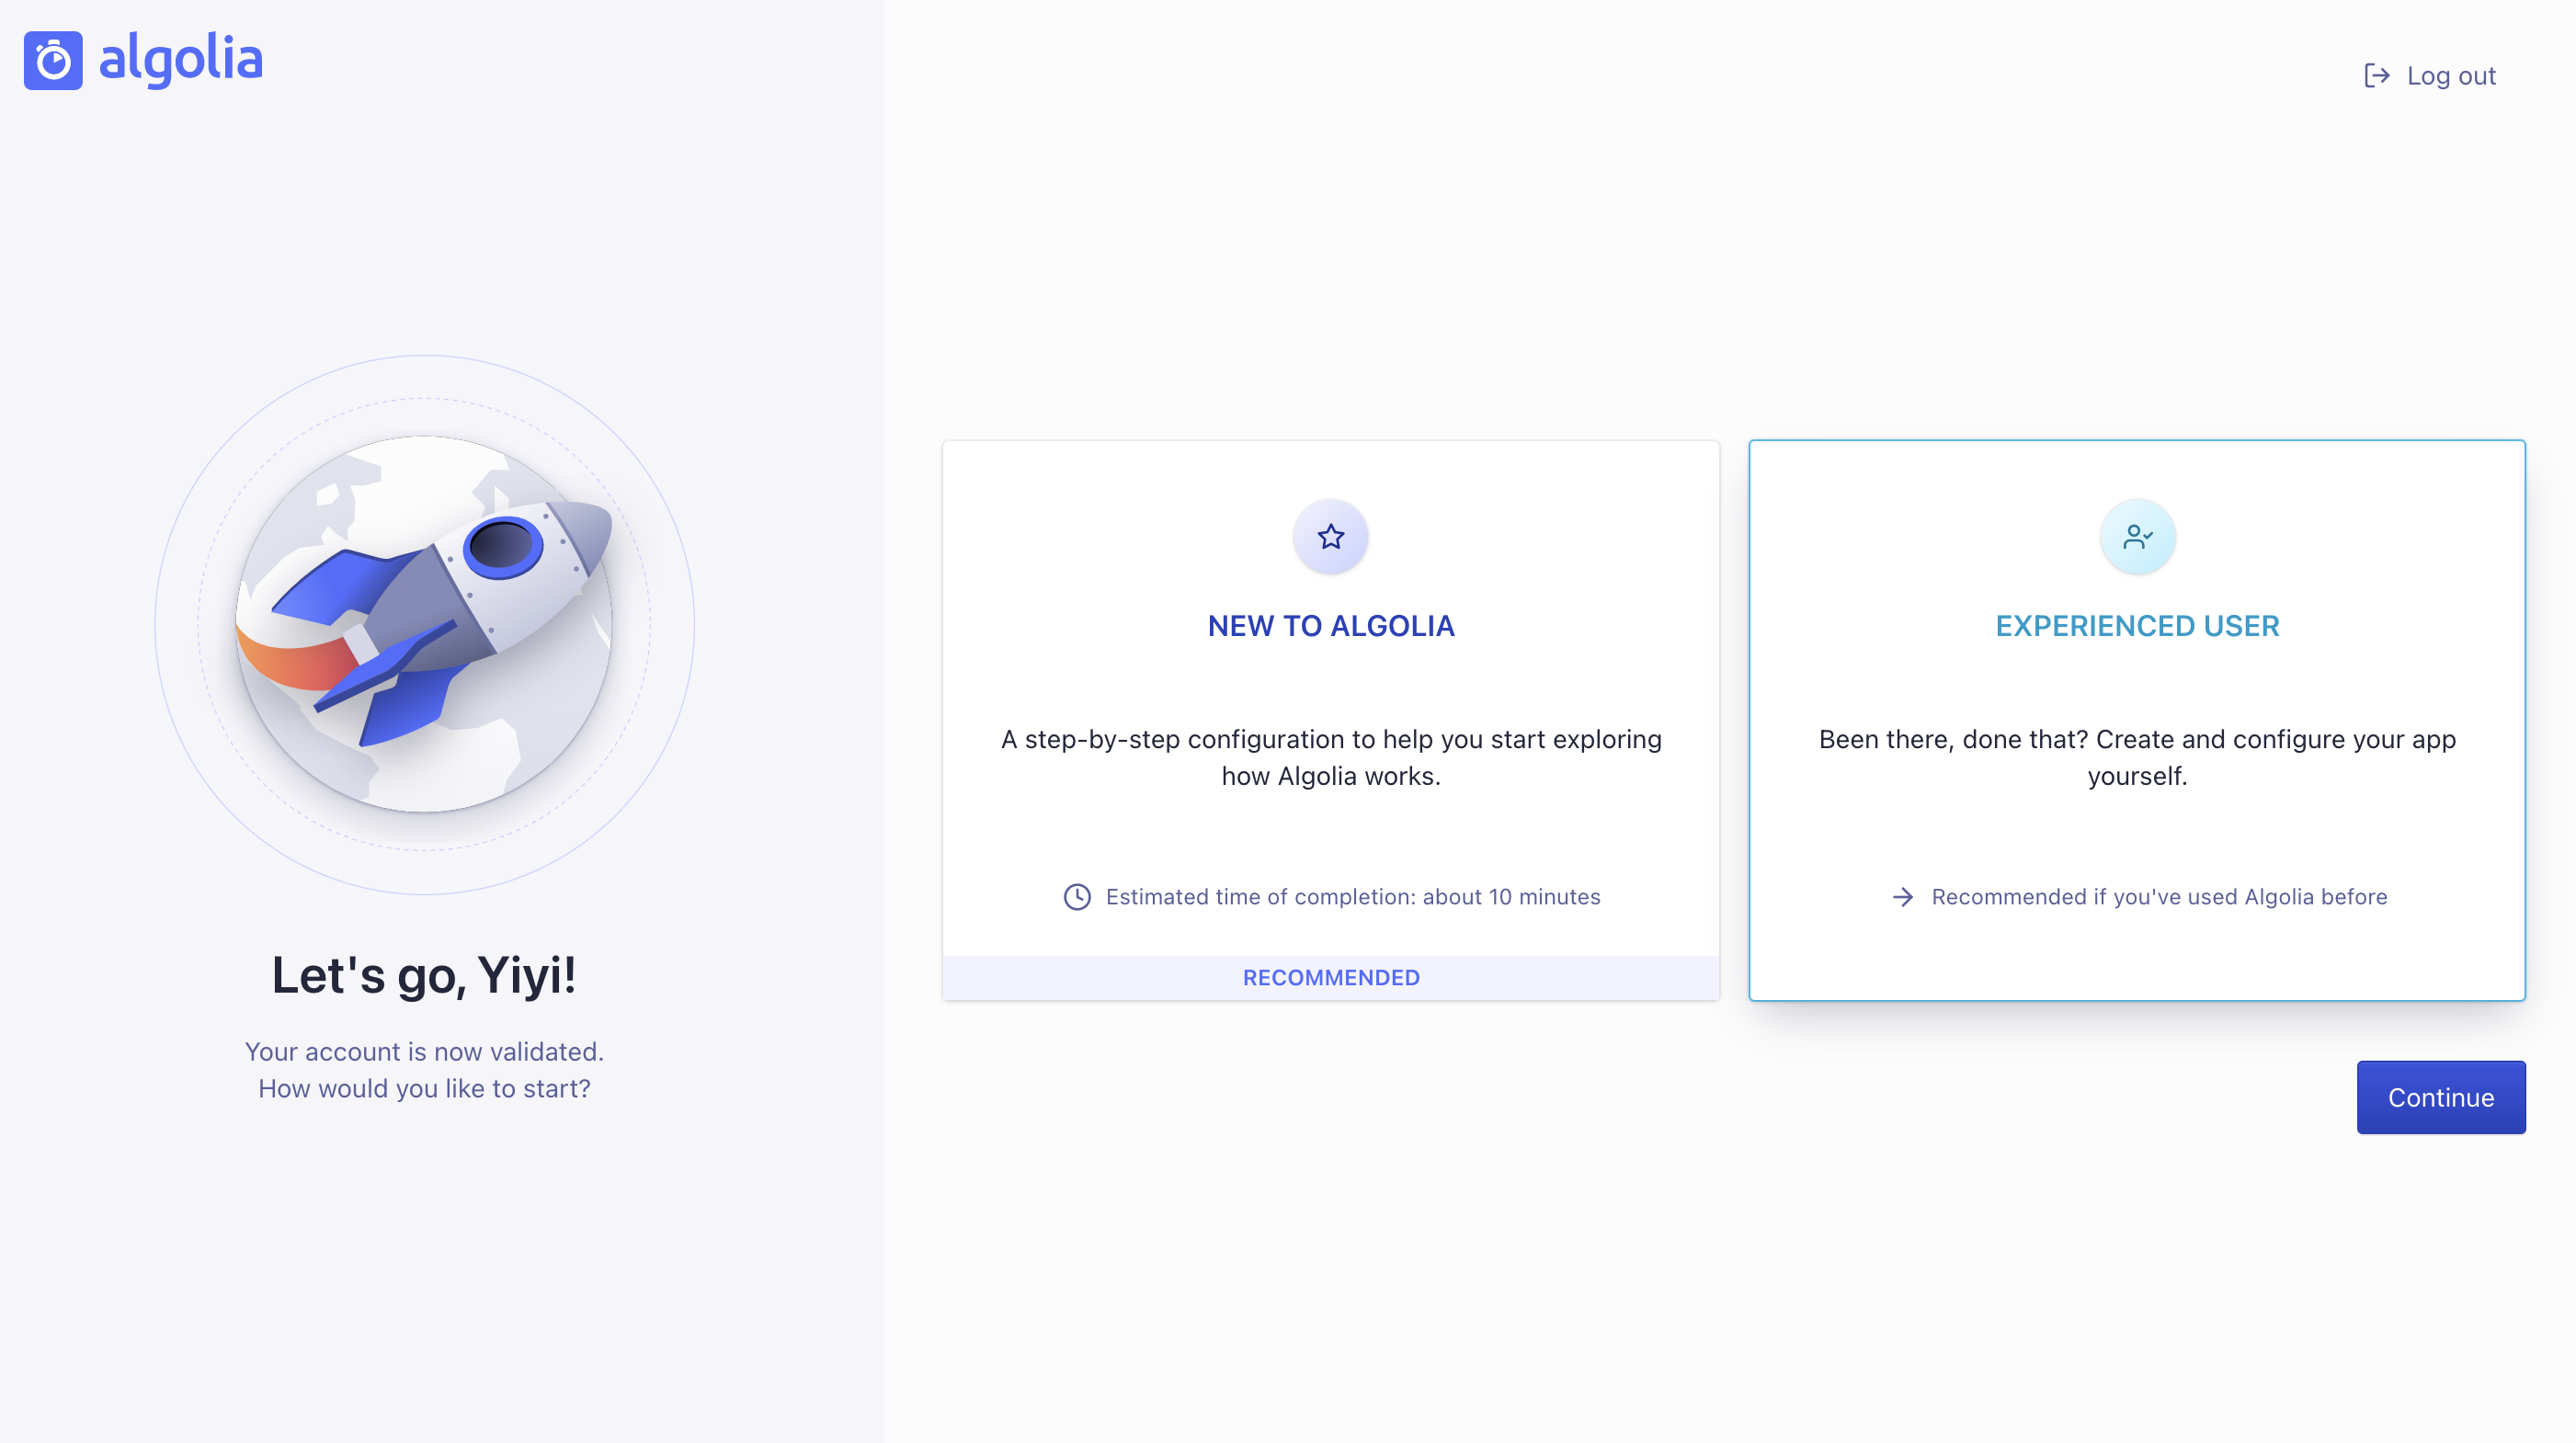 algolia
Log out
Let's go, Yiyi!
Your account is now validated.
How would you like to start?
NEW TO ALGOLIA
A step-by-step configuration to help you start exploring
how Algolia works.
Estimated time of completion: about 10 minutes
RECOMMENDED
EXPERIENCED USER
Been there, done that? Create and configure your app
yourself.
Recommended if you've used Algolia before
Continue